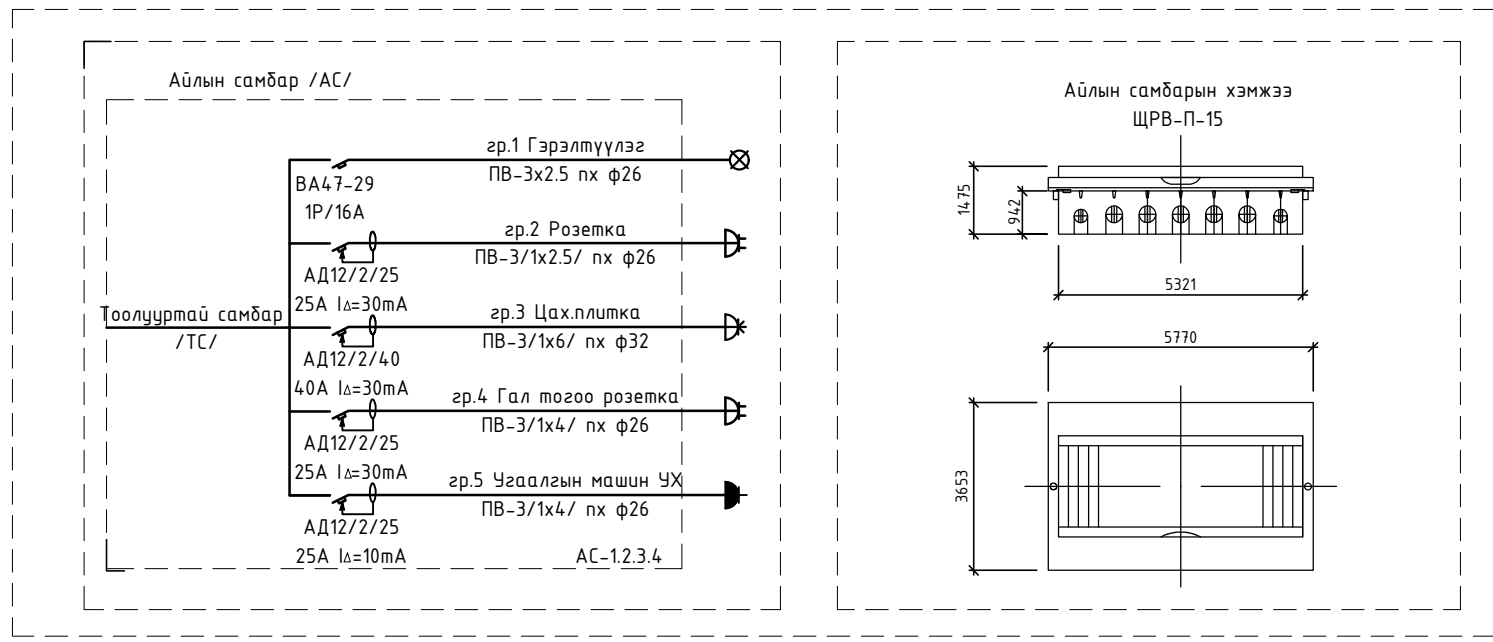 Айлын самбар /АС/
гр.1 Гэрэлтүүлэг
ПВ-3х2.5 пх ф26
ВА47-29
1Р/16А
гр.2 Розетка
ПВ-3/1х2.5/ пх ф26
АД12/2/25
25А IΔ=30mA
Тоолууртай самбар
/ТС/
гр.3 Цах.плитка
ПВ-3/1х6/ пх ф32
АД12/2/40
40А IΔ=30mA
гр.4 Гал тогоо розетка
ПВ-3/1х4/ пх ф26
АД12/2/25
25А IΔ=30mA
гр.5 Угаалгын машин УХ
ПВ-3/1х4/ пх ф26
АД12/2/25
25А IΔ=10mA
АС-1.2.3.4
Айлын самбарын хэмжээ
ЩРВ-П-15
1475
942
5321
5770
3653